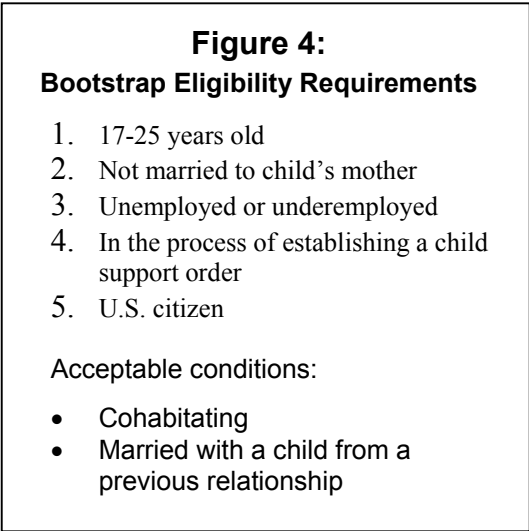 Figure 4:
Bootstrap Eligibility Requirements
1. 17-25 years old
2. Not married to child’s mother
3. Unemployed or underemployed
4. In the process of establishing a child
support order
5. U.S. citizen
Acceptable conditions:
• Cohabitating
• Married with a child from a
previous relationship